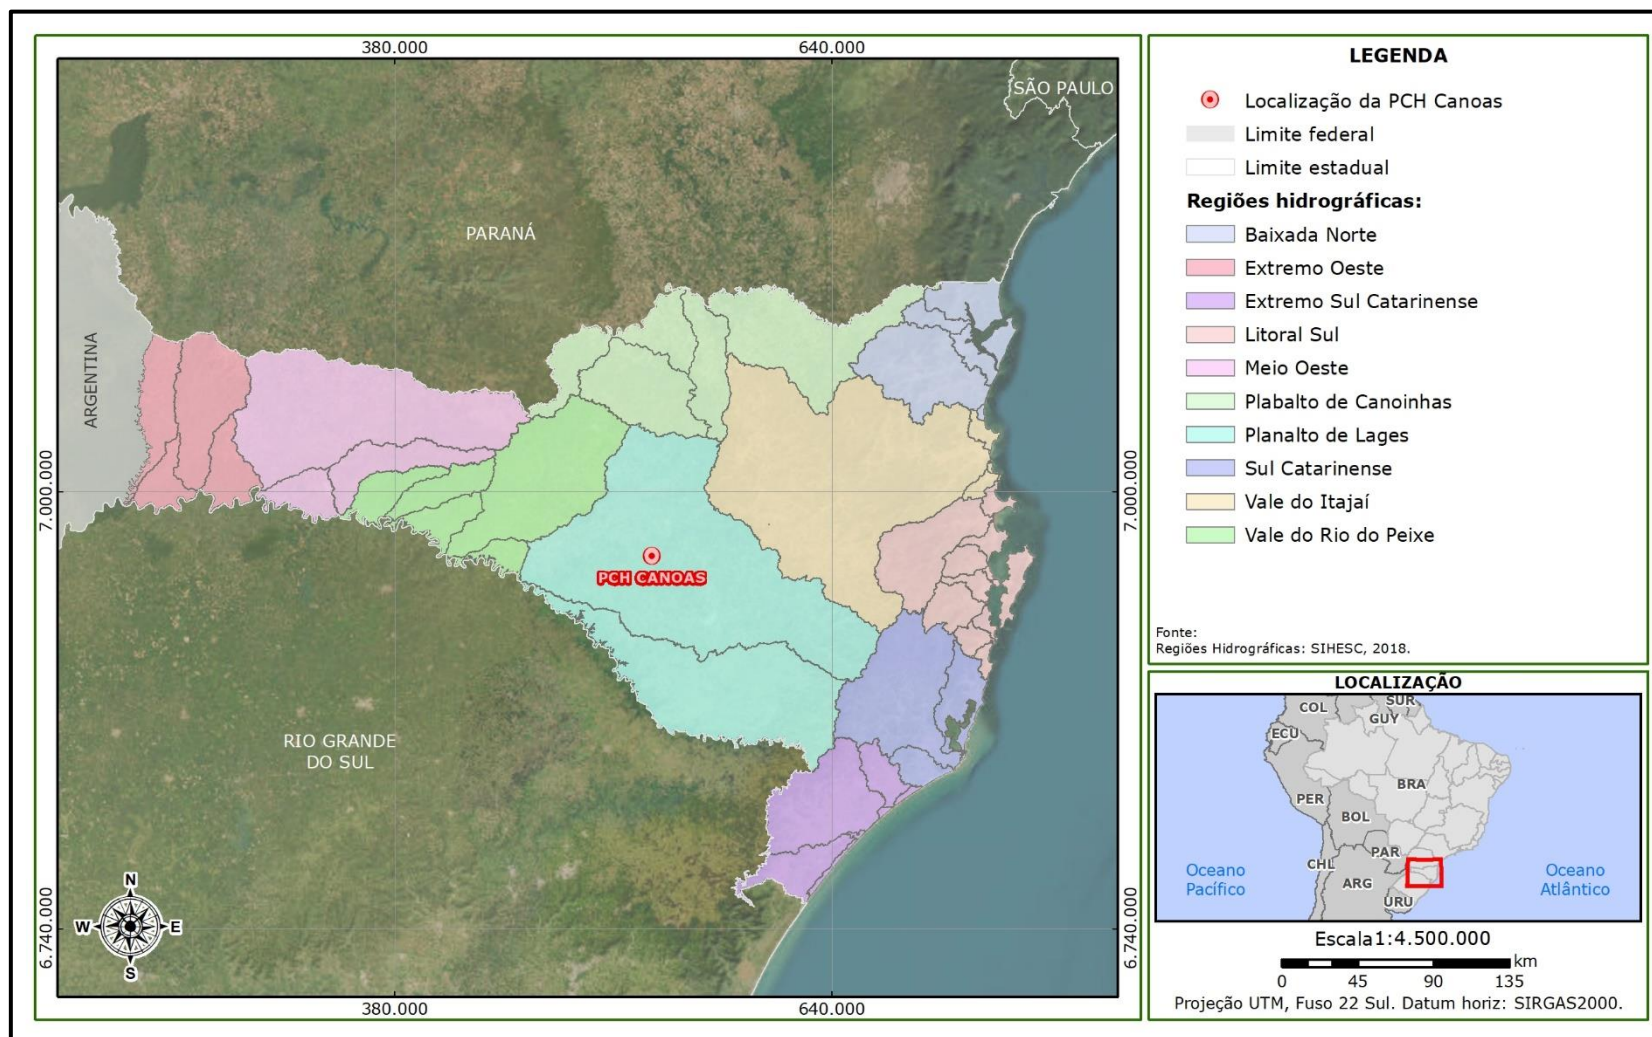 380.000
640.000
SÃO PAULO
PARANÁ
ARGENTINA
7.000.000
7.000.000
PCH CANOAS
RIO GRANDE
DO SUL
6.740.000
6.740.000
N
W
E
S
380.000
640.000
LEGENDA
Localização da PCH Canoas
Limite federal
Limite estadual
Regiões hidrográficas:
Baixada Norte
Extremo Oeste
Extremo Sul Catarinense
Litoral Sul
Meio Oeste
Plabalto de Canoinhas
Planalto de Lages
Sul Catarinense
Vale do Itajaí
Vale do Rio do Peixe
Fonte:
Regiões Hidrográficas: SIHESC, 2018.
LOCALIZAÇÃO
COL
SUR
GUY
ECU
BRA
PER
BOL
PAR
CHL
ARG
URU
Oceano
Pacífico
Oceano
Atlântico
Escala1:4.500.000
km
0 45 90 135
Projeção UTM, Fuso 22 Sul. Datum horiz: SIRGAS2000.